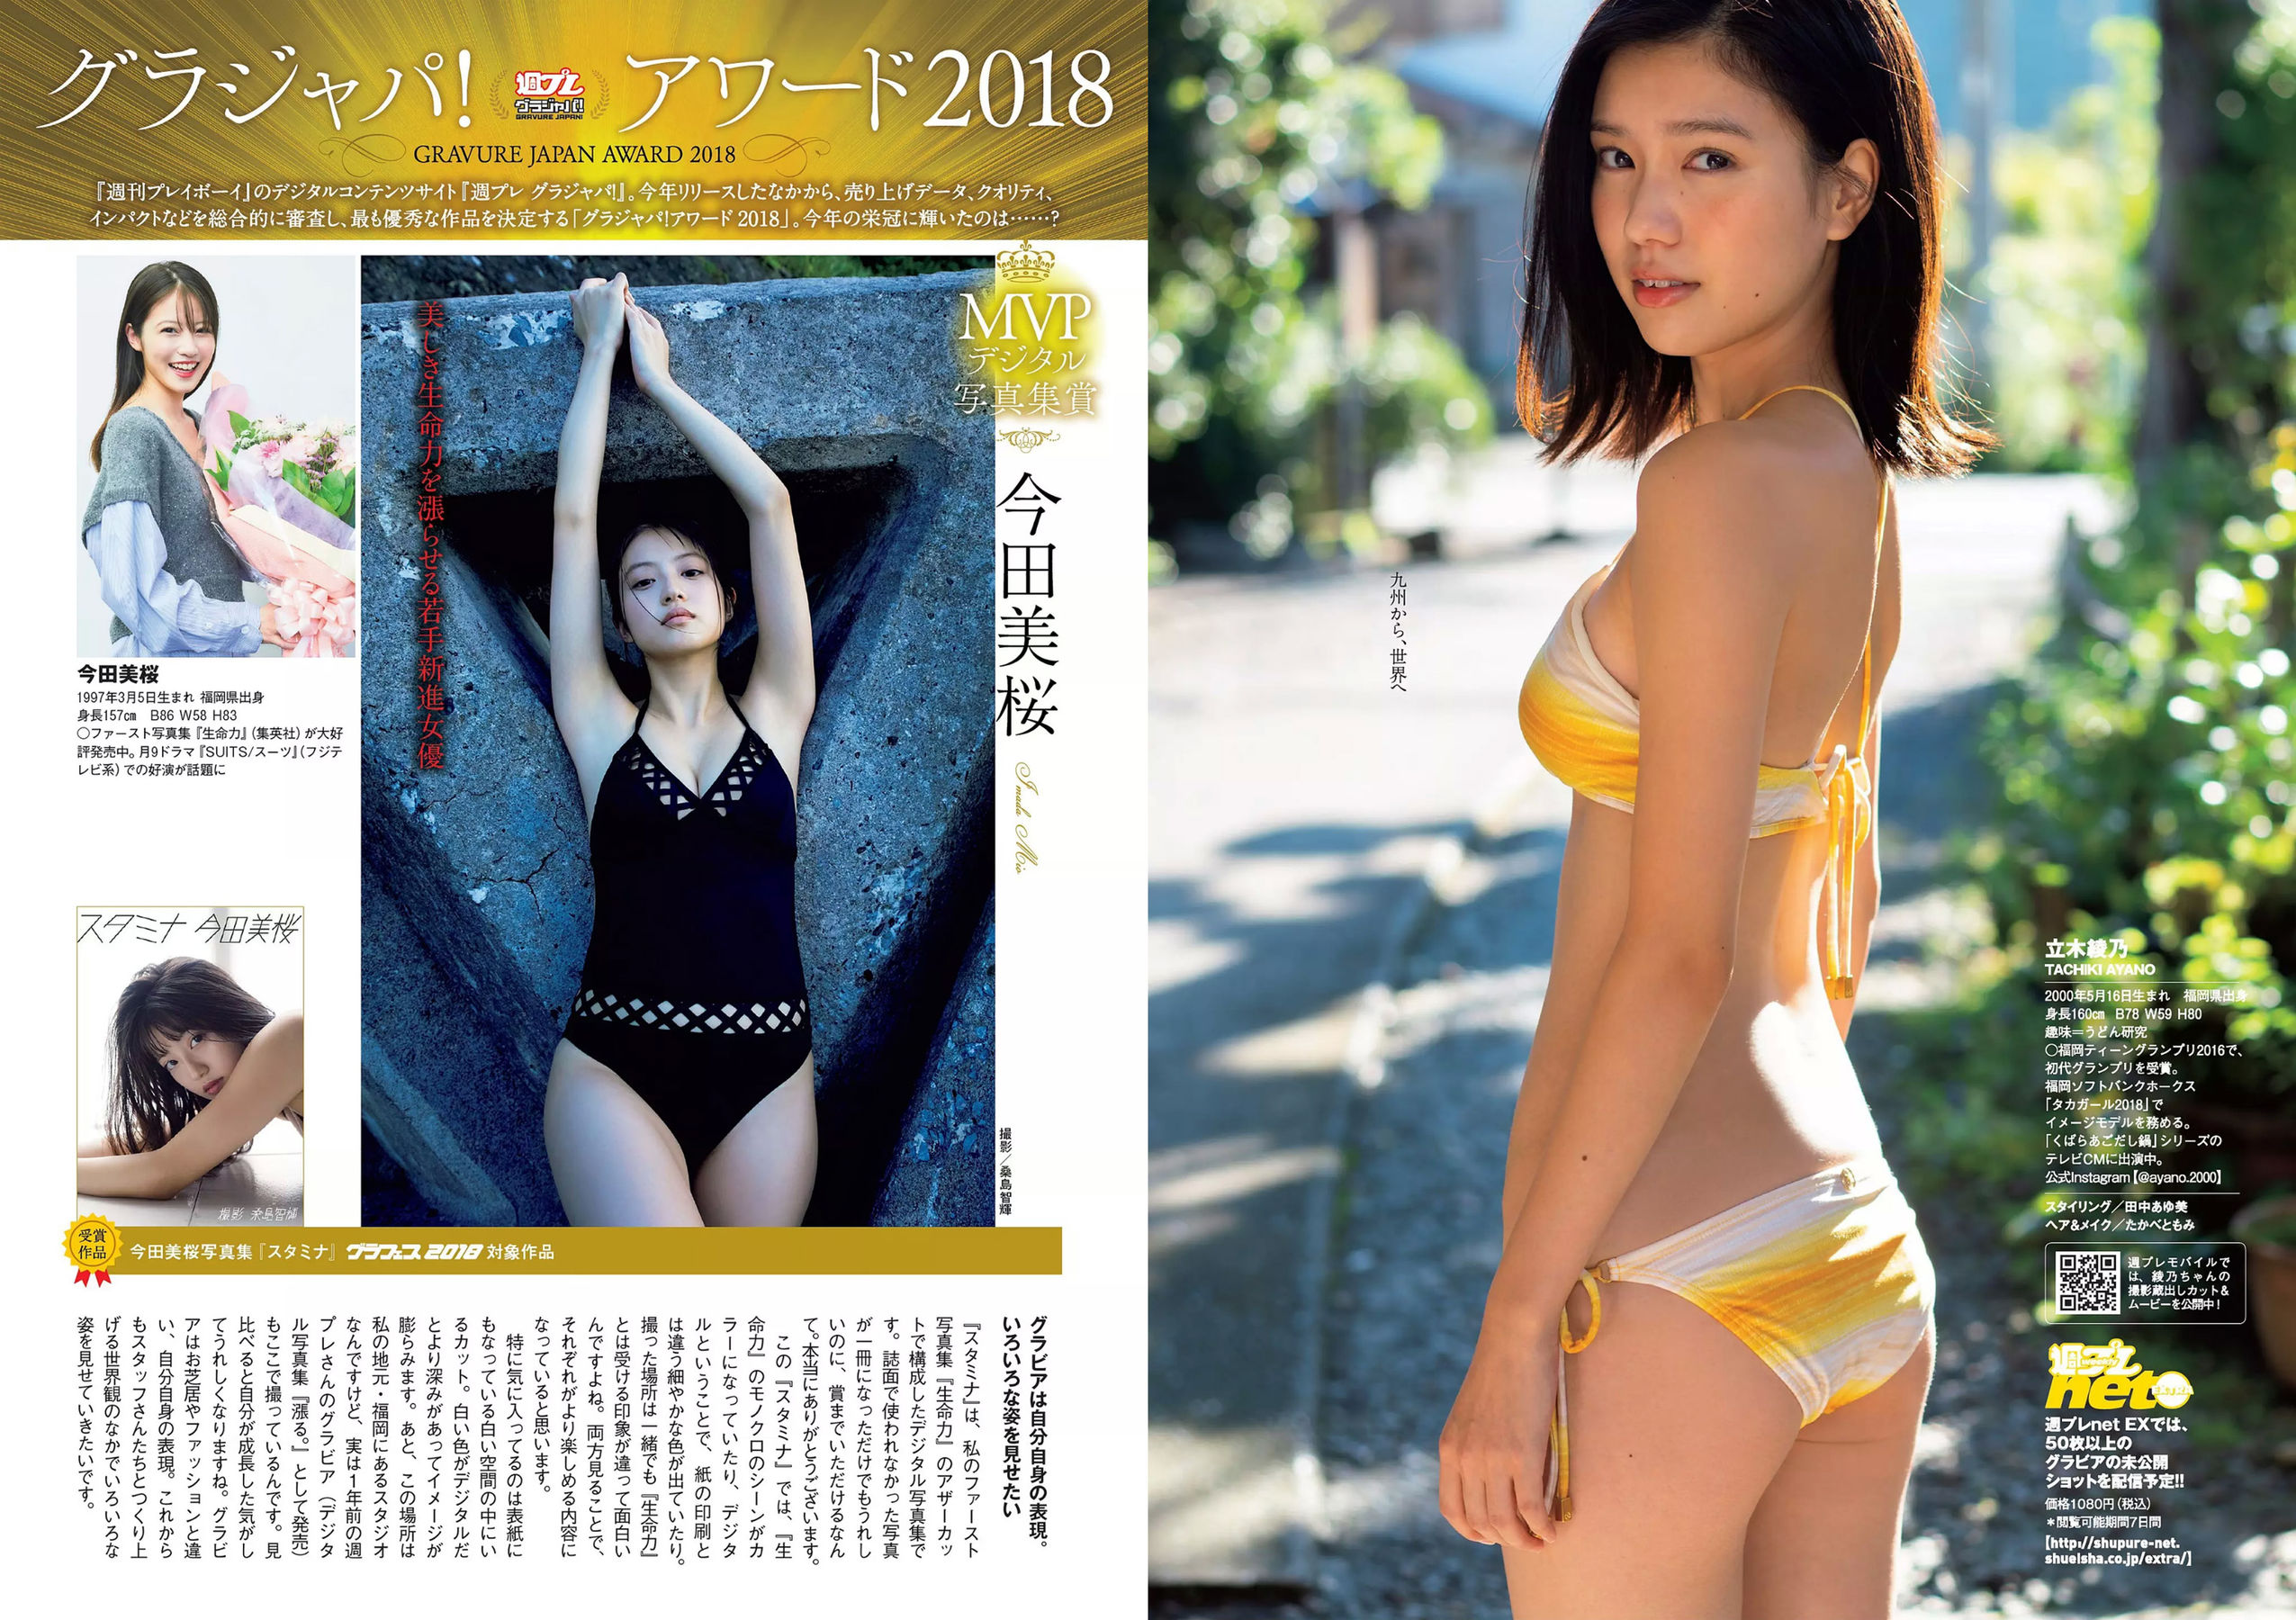 グラジャパ! 週プレ グラジャパ! GRAVURE JAPAN! アワード2018
GRAVURE JAPAN AWARD 2018
『週刊プレイボーイ』のデジタルコンテンツサイト『週プレ グラジャパ!』。今年リリースしたなかから、売り上げデータ、クオリティ、
インパクトなどを総合的に審査し、最も優秀な作品を決定する「グラジャパ!アワード 2018」。今年の栄冠に輝いたのは……?
MVP
デジタル
写真集賞
今田美桜
Imada Mio
美しき生命力を漲らせる若手新進女優
今田美桜
1997年3月5日生まれ 福岡県出身
身長157㎝ B86 W58 H83
○ファースト写真集『生命力』(集英社)が大好
評発売中。月9ドラマ『SUITS/スーツ』(フジテ
レビ系)での好演が話題に
スタミナ 今田美桜
撮影 桑島智輝
撮影/桑島智輝
受賞
作品
今田美桜写真集『スタミナ』 グラフェス2018 対象作品
グラビアは自分自身の表現。
いろいろな姿を見せたい
『スタミナ』は、私のファースト
写真集『生命力』のアザーカッ
トで構成したデジタル写真集で
す。誌面で使われなかった写真
が一冊になっただけでもうれし
いのに、賞までいただけるなん
て。本当にありがとうございます。
この『スタミナ』では、『生
命力』のモノクロのシーンがカ
ラーになっていたり、デジタ
ルということで、紙の印刷と
は違う細やかな色が出ていたり。
撮った場所は一緒でも『生命力』
とは受ける印象が違って面白い
んですよね。両方見ることで、
それぞれがより楽しめる内容に
なっていると思います。
特に気に入ってるのは表紙に
もなっている白い空間の中にい
るカット。白い色がデジタルだ
とより深みがあってイメージが
膨らみます。あと、この場所は
私の地元・福岡にあるスタジオ
なんですけど、実は1年前の週
プレさんのグラビア(デジタ
ル写真集『漲る。』として発売)
もここで撮っているんです。見
比べると自分が成長した気がし
てうれしくなりますね。グラビ
アはお芝居やファッションと違
い、自分自身の表現。これから
もスタッフさんたちとつくり上
げる世界観のなかでいろいろな
姿を見せていきたいです。
九州から、世界へ
立木綾乃
TACHIKI AYANO
2000年5月16日生まれ 福岡県出身
身長160㎝ B78 W59 H80
趣味＝うどん研究
○福岡ティーングランプリ2016で、
初代グランプリを受賞。
福岡ソフトバンクホークス
「タカガール2018」で
イメージモデルを務める。
「くばらあごだし鍋」シリーズの
テレビCMに出演中。
公式Instagram【@ayano.2000】
スタイリング/田中あゆ美
ヘア&メイク/たかべともみ
週プレモバイルで
は、綾乃ちゃんの
撮影蔵出しカット&
ムービーを公開中!
週プレ weekly
net EXTRA
週プレnet EXでは、
50枚以上の
グラビアの未公開
ショットを配信予定!!
価格1080円(税込)
＊閲覧可能期間7日間
【http://shupure-net.
shueisha.co.jp/extra/】